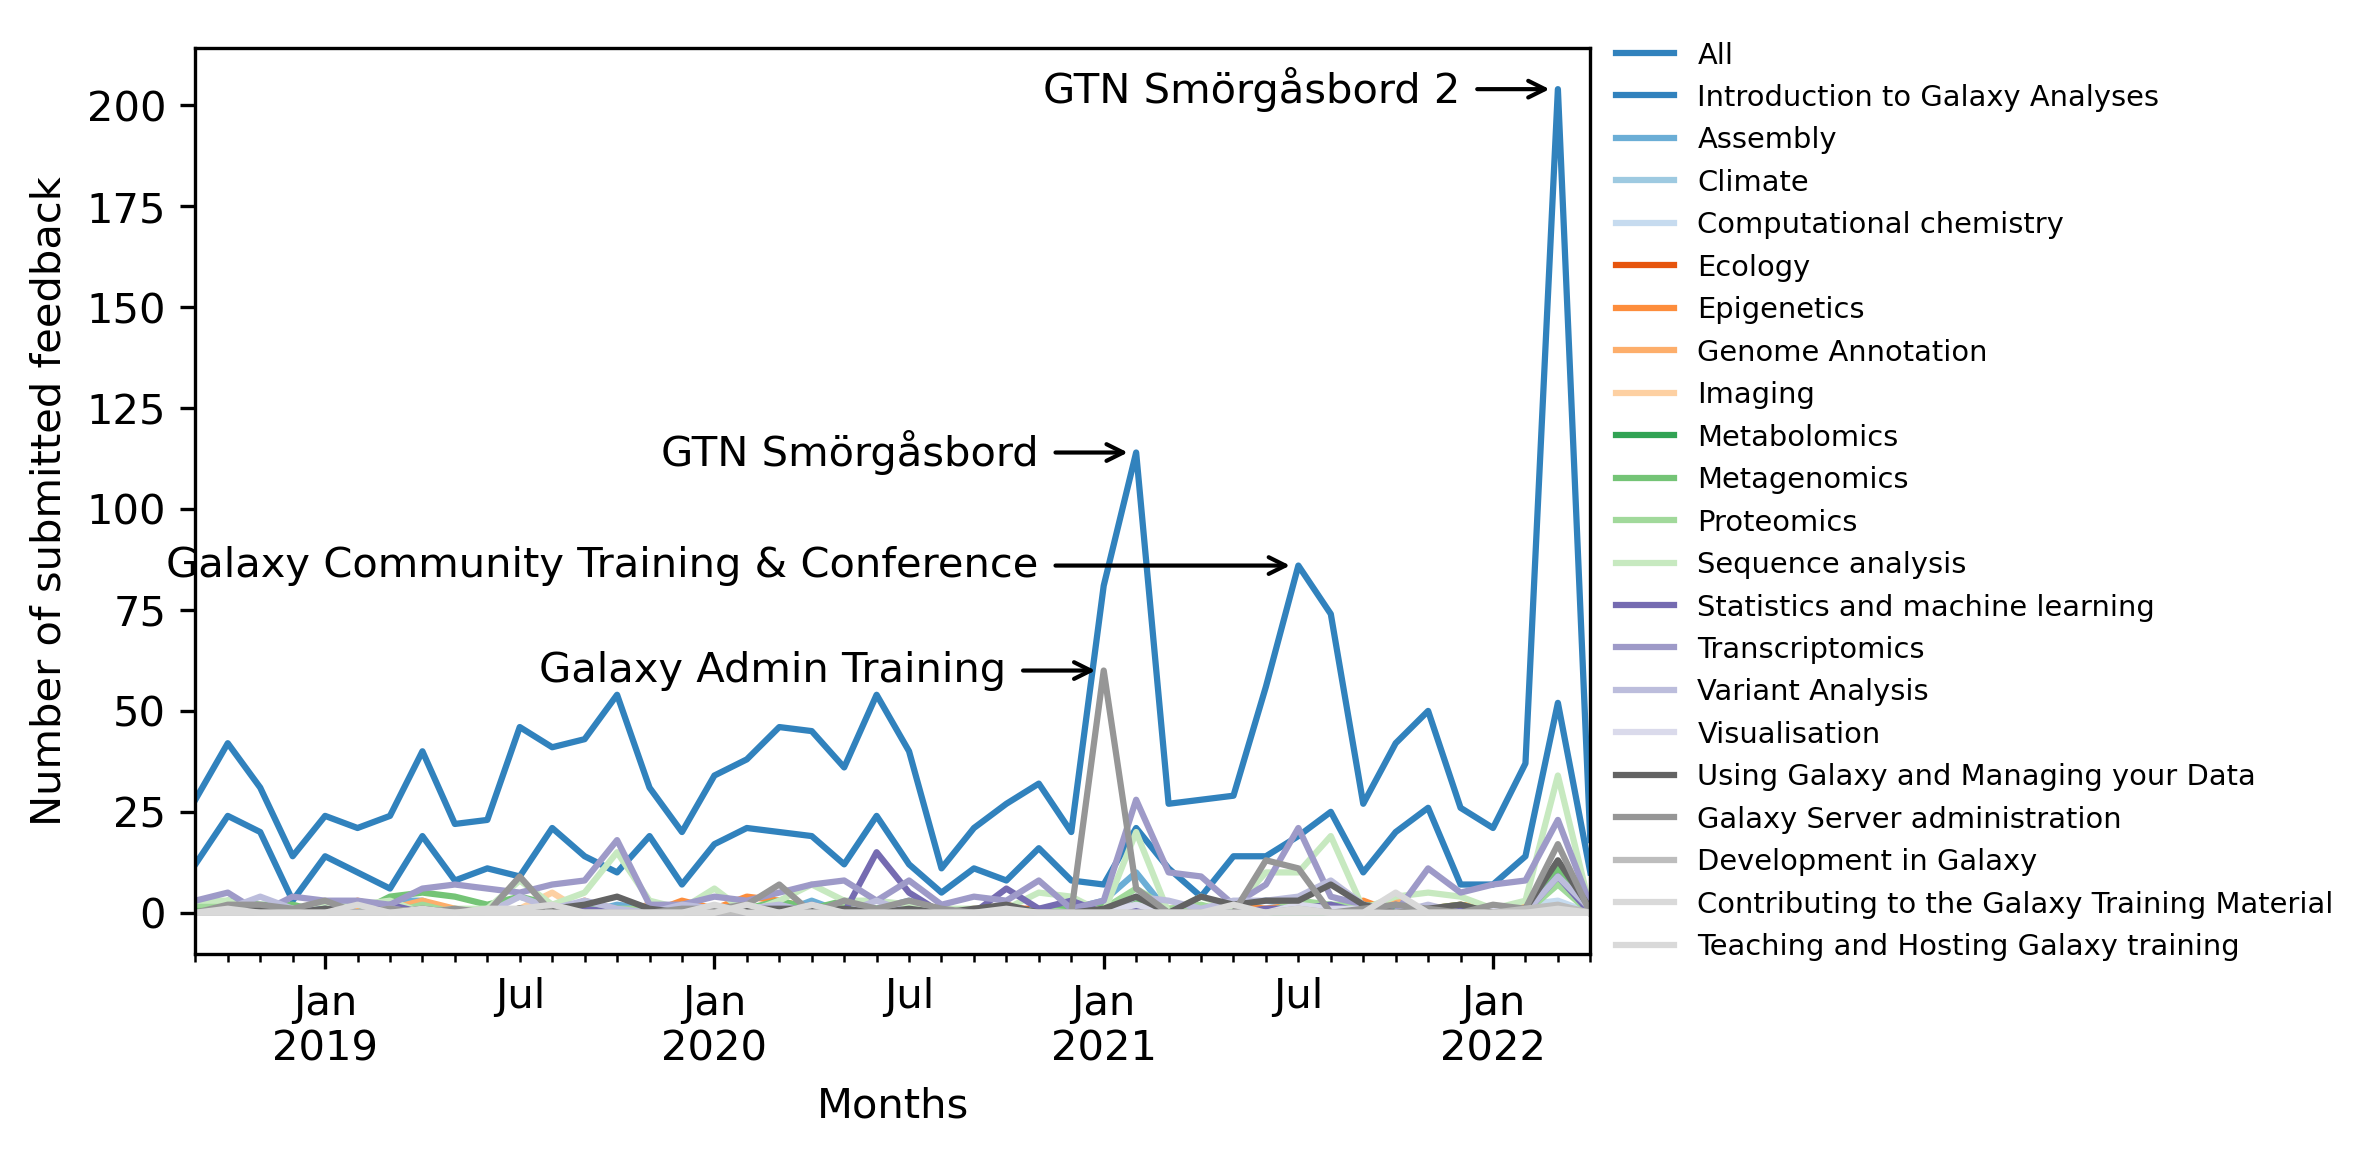 Number of submitted feedback
200
175
150
125
100
75
50
25
0
GTN Smörgåsbord 2
GTN Smörgåsbord
Galaxy Community Training & Conference
Galaxy Admin Training
Jan
2019
Jul
Jan
2020
Jul
Jan
2021
Jul
Jan
2022
Months
All
Introduction to Galaxy Analyses
Assembly
Climate
Computational chemistry
Ecology
Epigenetics
Genome Annotation
Imaging
Metabolomics
Metagenomics
Proteomics
Sequence analysis
Statistics and machine learning
Transcriptomics
Variant Analysis
Visualisation
Using Galaxy and Managing your Data
Galaxy Server administration
Development in Galaxy
Contributing to the Galaxy Training Material
Teaching and Hosting Galaxy training